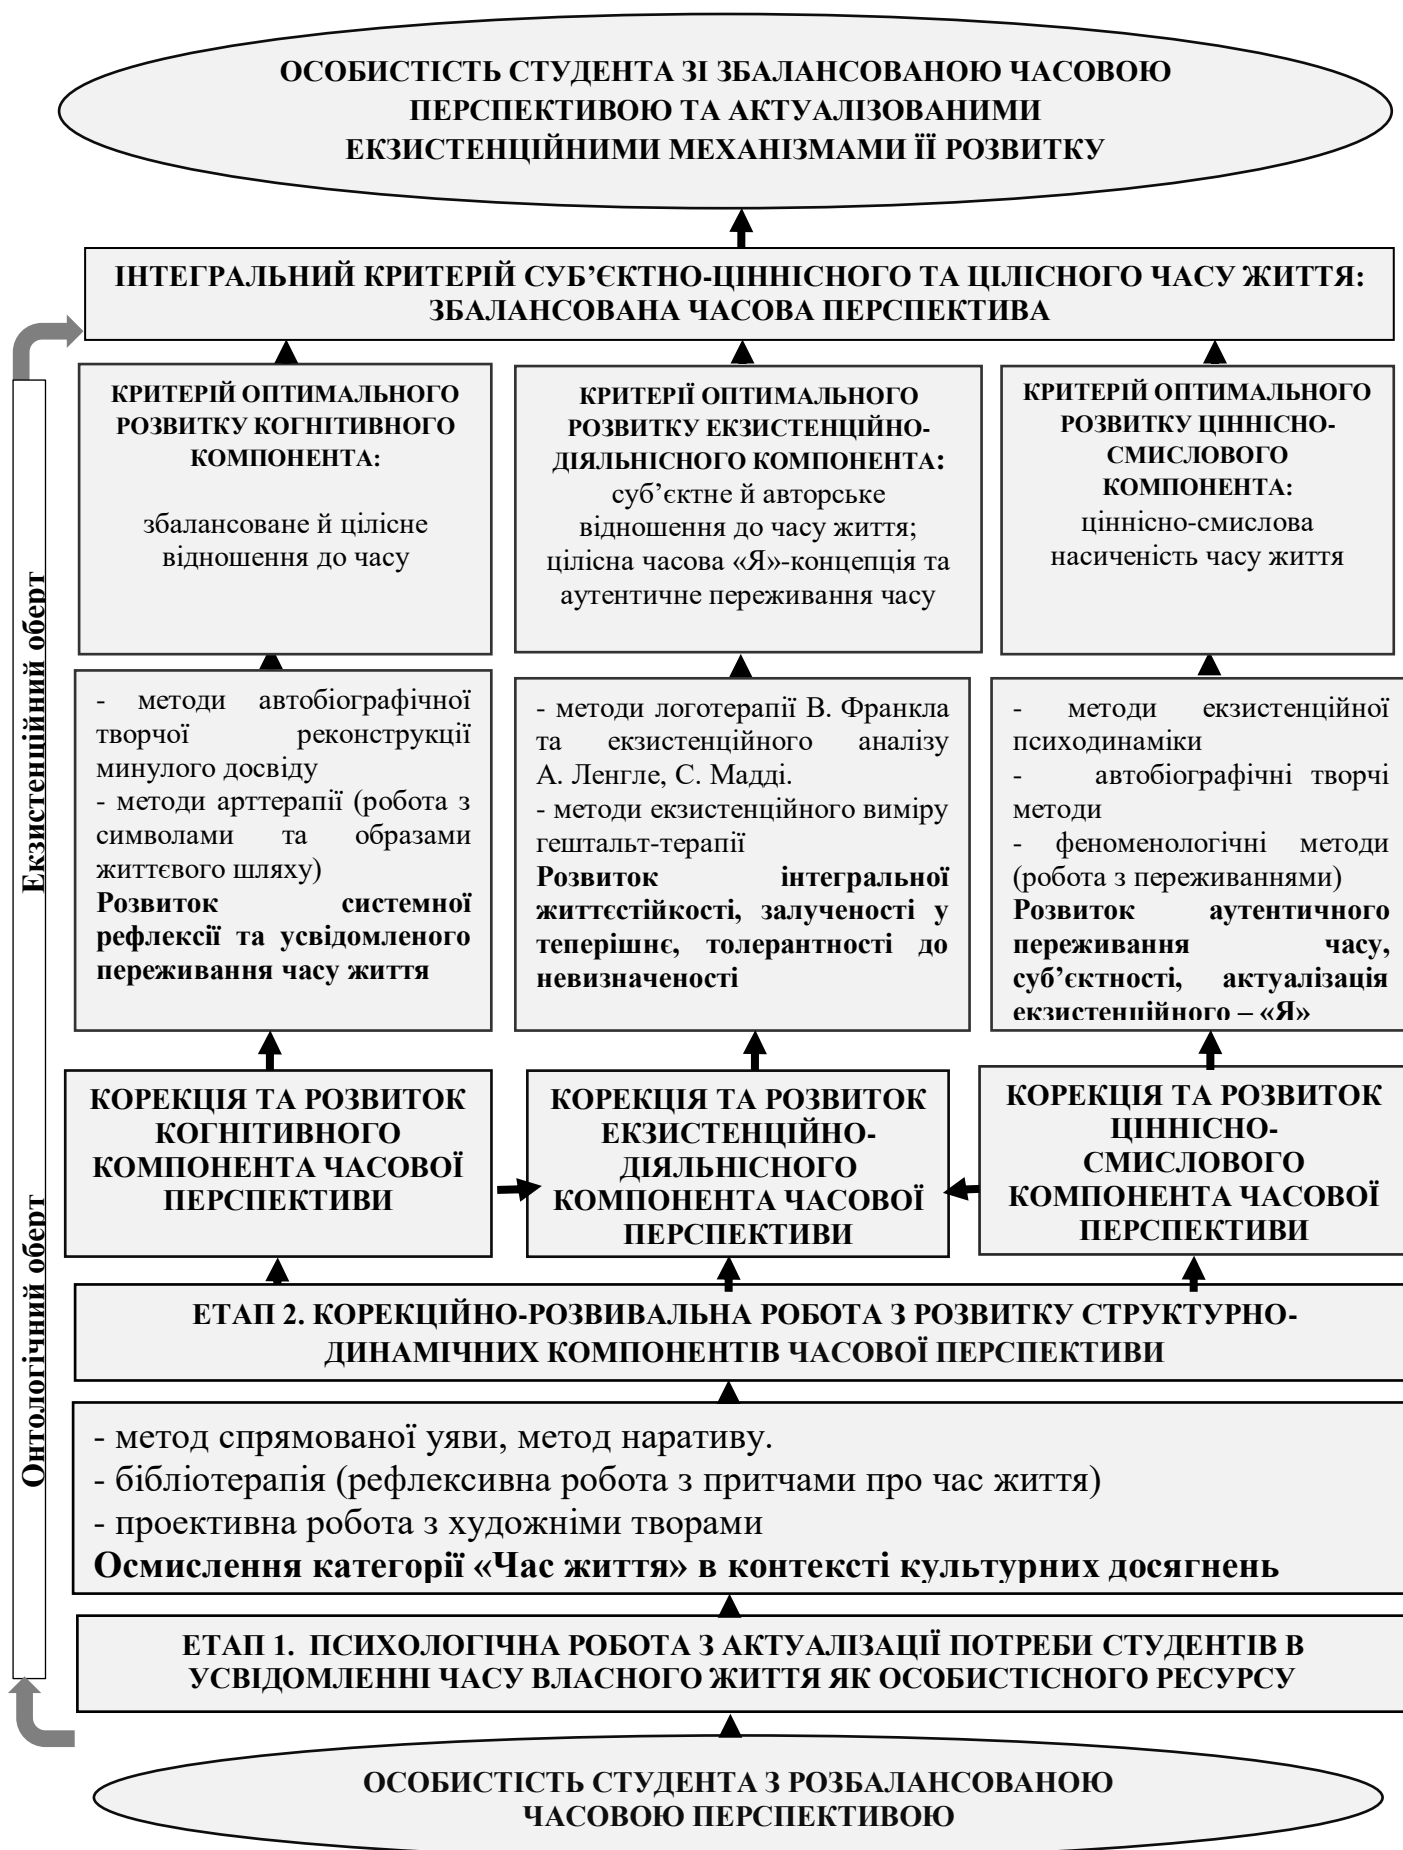 ОСОБИСТІСТЬ СТУДЕНТА ЗІ ЗБАЛАНСОВАНОЮ ЧАСОВОЮ
ПЕРСПЕКТИВОЮ ТА АКТУАЛІЗОВАНИМИ
ЕКЗИСТЕНЦІЙНИМИ МЕХАНІЗМАМИ ЇЇ РОЗВИТКУ
ІНТЕГРАЛЬНИЙ КРИТЕРІЙ СУБ’ЄКТНО-ЦІННІСНОГО ТА ЦІЛІСНОГО ЧАСУ ЖИТТЯ:
ЗБАЛАНСОВАНА ЧАСОВА ПЕРСПЕКТИВА
КРИТЕРІЙ ОПТИМАЛЬНОГО
РОЗВИТКУ КОГНІТИВНОГО
КОМПОНЕНТА:
збалансоване й цілісне
відношення до часу
КРИТЕРІЇ ОПТИМАЛЬНОГО
РОЗВИТКУ ЕКЗИСТЕНЦІЙНО-
ДІЯЛЬНІСНОГО КОМПОНЕНТА:
суб’єктне й авторське
відношення до часу життя;
цілісна часова «Я»-концепція та
аутентичне переживання часу
КРИТЕРІЙ ОПТИМАЛЬНОГО
РОЗВИТКУ ЦІННІСНО-
СМИСЛОВОГО
КОМПОНЕНТА:
ціннісно-смислова
насиченість часу життя
- методи автобіографічної
творчої реконструкції
минулого досвіду
- методи арттерапії (робота з
символами та образами
життєвого шляху)
Розвиток системної
рефлексії та усвідомленого
переживання часу життя
- методи логотерапії В. Франкла
та екзистенційного аналізу
А. Ленгле, С. Мадді.
- методи екзистенційного виміру
гештальт-терапії
Розвиток інтегральної
життєстійкості, залученості у
теперішнє, толерантності до
невизначеності
- методи екзистенційної
психодинаміки
- автобіографічні творчі
методи
- феноменологічні методи
(робота з переживаннями)
Розвиток аутентичного
переживання часу,
суб’єктності, актуалізація
екзистенційного – «Я»
КОРЕКЦІЯ ТА РОЗВИТОК
КОГНІТИВНОГО
КОМПОНЕНТА ЧАСОВОЇ
ПЕРСПЕКТИВИ
КОРЕКЦІЯ ТА РОЗВИТОК
ЕКЗИСТЕНЦІЙНО-
ДІЯЛЬНІСНОГО
КОМПОНЕНТА ЧАСОВОЇ
ПЕРСПЕКТИВИ
КОРЕКЦІЯ ТА РОЗВИТОК
ЦІННІСНО-
СМИСЛОВОГО
КОМПОНЕНТА ЧАСОВОЇ
ПЕРСПЕКТИВИ
ЕТАП 2. КОРЕКЦІЙНО-РОЗВИВАЛЬНА РОБОТА З РОЗВИТКУ СТРУКТУРНО-
ДИНАМІЧНИХ КОМПОНЕНТІВ ЧАСОВОЇ ПЕРСПЕКТИВИ
- метод спрямованої уяви, метод наративу.
- бібліотерапія (рефлексивна робота з притчами про час життя)
- проективна робота з художніми творами
Осмислення категорії «Час життя» в контексті культурних досягнень
ЕТАП 1. ПСИХОЛОГІЧНА РОБОТА З АКТУАЛІЗАЦІЇ ПОТРЕБИ СТУДЕНТІВ В
УСВІДОМЛЕННІ ЧАСУ ВЛАСНОГО ЖИТТЯ ЯК ОСОБИСТІСНОГО РЕСУРСУ
ОСОБИСТІСТЬ СТУДЕНТА З РОЗБАЛАНСОВАНОЮ
ЧАСОВОЮ ПЕРСПЕКТИВОЮ
Онтологічний оберт Екзистенційний оберт